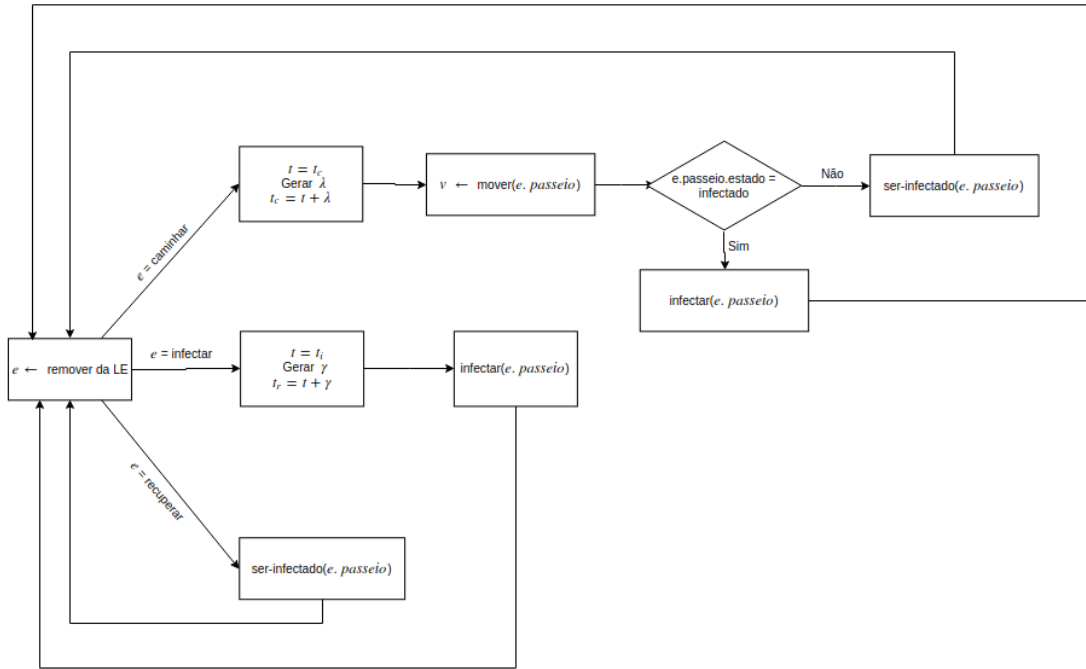 t = t_c
Gerar λ
t_c = t + λ
v ← mover(e. passeio)
e.passeio.estado =
infectado
Não
ser-infectado(e. passeio)
Sim
infectar(e. passeio)
e = caminhar
e ← remover da LE
e = infectar
t = t_i
Gerar γ
t_r = t + γ
infectar(e. passeio)
e = recuperar
ser-infectado(e. passeio)